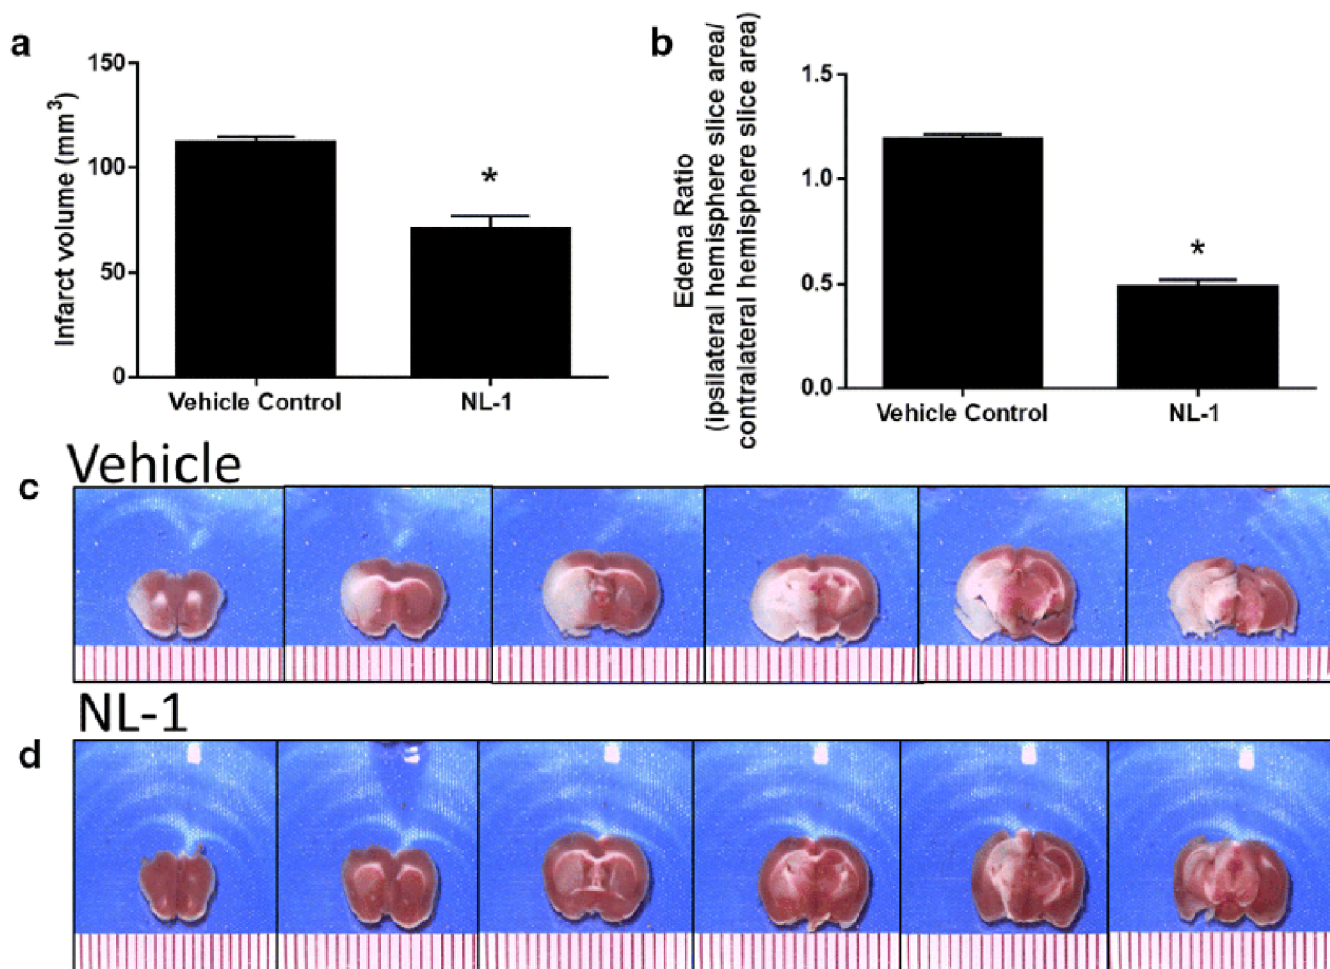 a
Infarct volume (mm³)
150
100
50
0
Vehicle Control
NL-1
*
b
Edema Ratio
(ipsilateral hemisphere slice area/
contralateral hemisphere slice area)
1.5
1.0
0.5
0.0
Vehicle Control
NL-1
*
Vehicle
c
NL-1
d